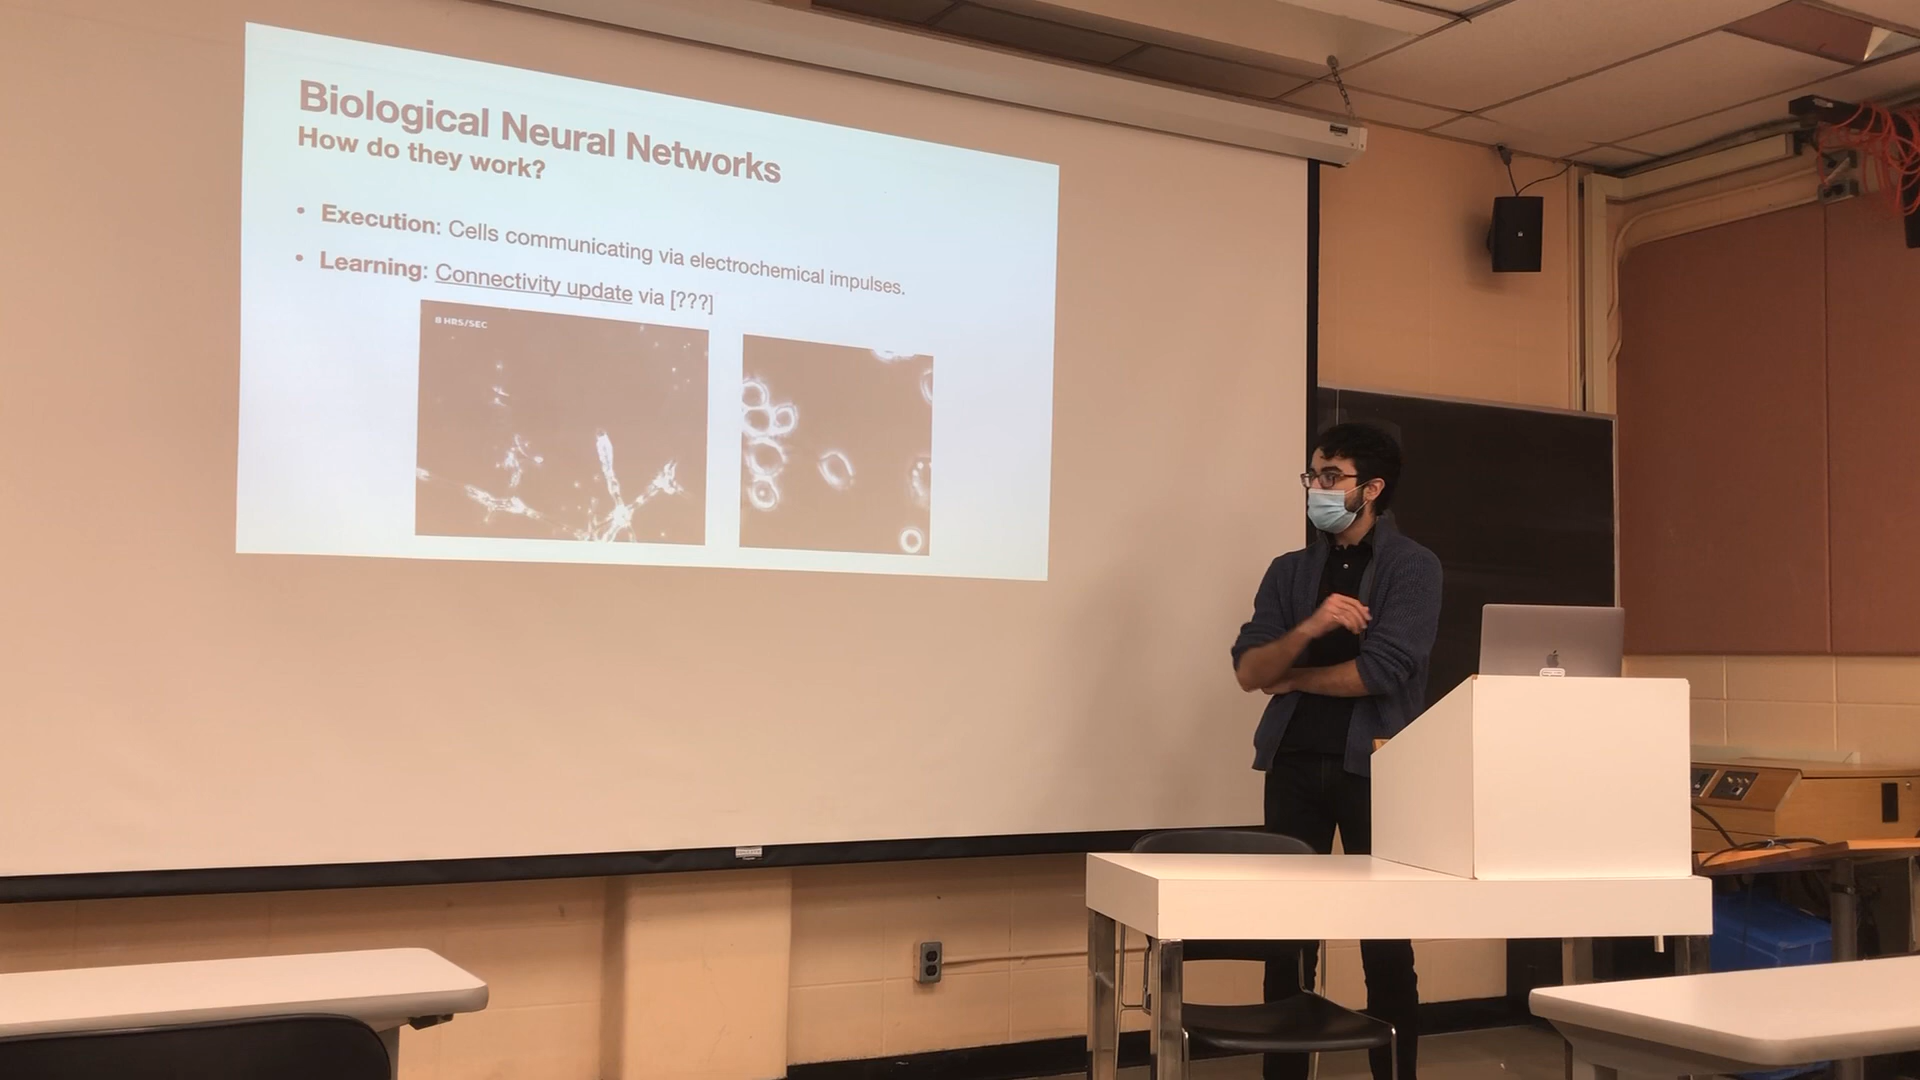 Biological Neural Networks
How do they work?
• Execution: Cells communicating via electrochemical impulses.
• Learning: Connectivity update via [???]
8 HRS/SEC